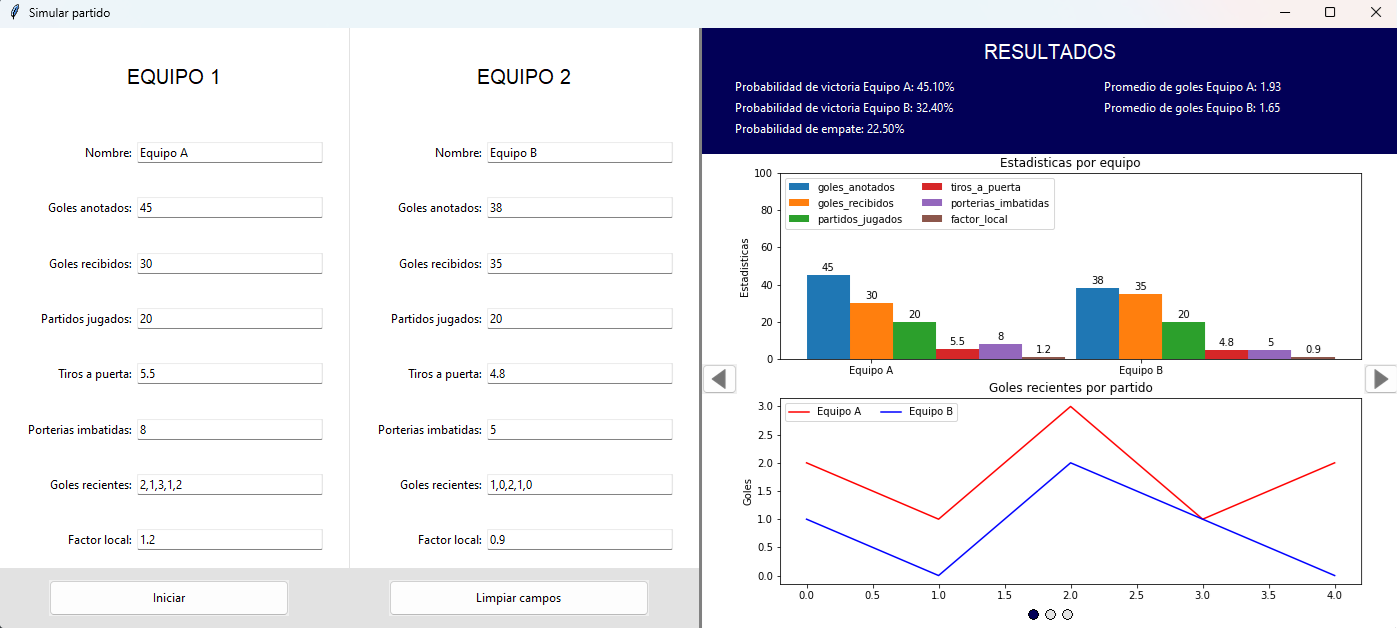 Simular partido
EQUIPO 1
Nombre: Equipo A
Goles anotados: 45
Goles recibidos: 30
Partidos jugados: 20
Tiros a puerta: 5.5
Porterias imbatidas: 8
Goles recientes: 2,1,3,1,2
Factor local: 1.2
Iniciar
EQUIPO 2
Nombre: Equipo B
Goles anotados: 38
Goles recibidos: 35
Partidos jugados: 20
Tiros a puerta: 4.8
Porterias imbatidas: 5
Goles recientes: 1,0,2,1,0
Factor local: 0.9
Limpiar campos
RESULTADOS
Probabilidad de victoria Equipo A: 45.10%
Probabilidad de victoria Equipo B: 32.40%
Probabilidad de empate: 22.50%
Promedio de goles Equipo A: 1.93
Promedio de goles Equipo B: 1.65
Estadisticas por equipo
goles_anotados
goles_recibidos
partidos_jugados
tiros_a_puerta
porterias_imbatidas
factor_local
Estadisticas
100
80
60
40
20
0
45
30
20
5.5
8
1.2
38
35
20
4.8
5
0.9
Equipo A
Equipo B
Goles recientes por partido
Equipo A
Equipo B
Goles
3.0
2.5
2.0
1.5
1.0
0.5
0.0
0.0
0.5
1.0
1.5
2.0
2.5
3.0
3.5
4.0